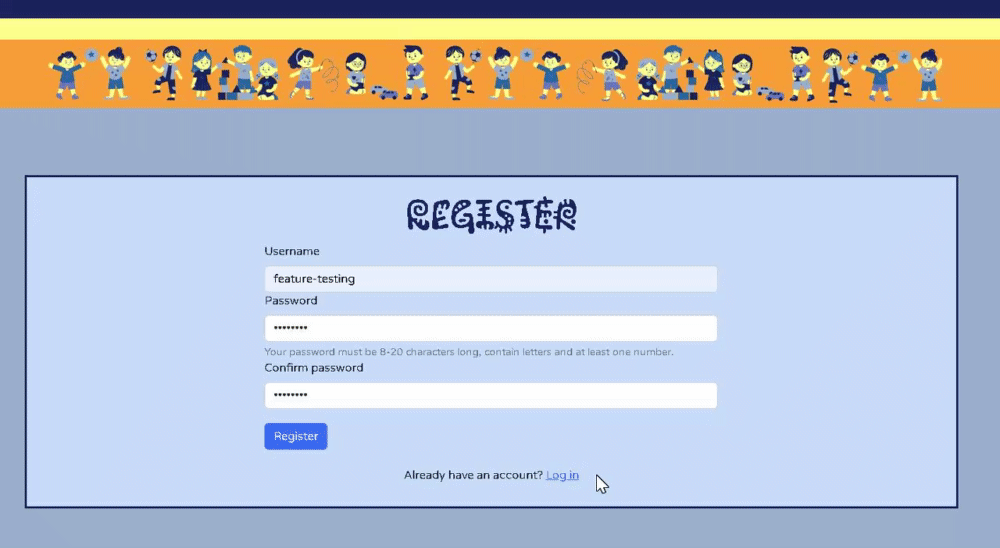 REGISTER
Username
feature-testing
Password
••••••••
Your password must be 8-20 characters long, contain letters and at least one number.
Confirm password
••••••••
Register
Already have an account? Log in